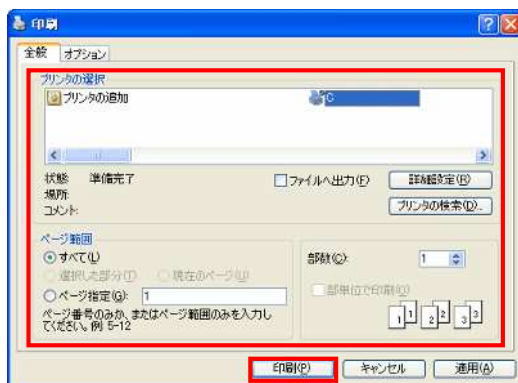 印刷
全般 オプション
プリンタの選択
プリンタの追加 G
状態: 準備完了
場所:
コメント:
ファイルへ出力(F) 詳細設定(R)
プリンタの検索(D)...
ページ範囲
すべて(L)
選択した部分(T) 現在のページ(U)
ページ指定(G): 1
ページ番号のみか、またはページ範囲のみを入力し
てください。例 5-12
部数(C): 1
部単位で印刷(O)
1 1 2 2 3 3
印刷(P) キャンセル 適用(A)